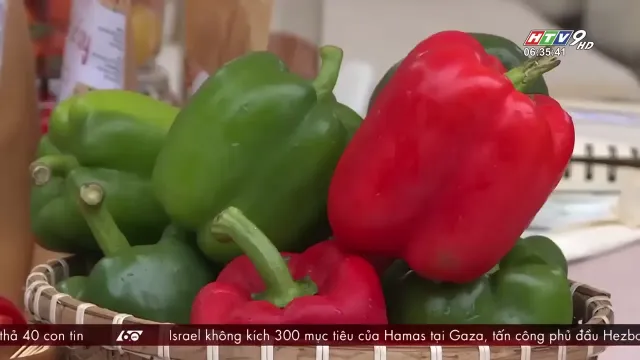 HTV9 HD
06:35:41
thả 40 con tin 60 Israel không kích 300 mục tiêu của Hamas tại Gaza, tấn công phủ đầu Hezbo